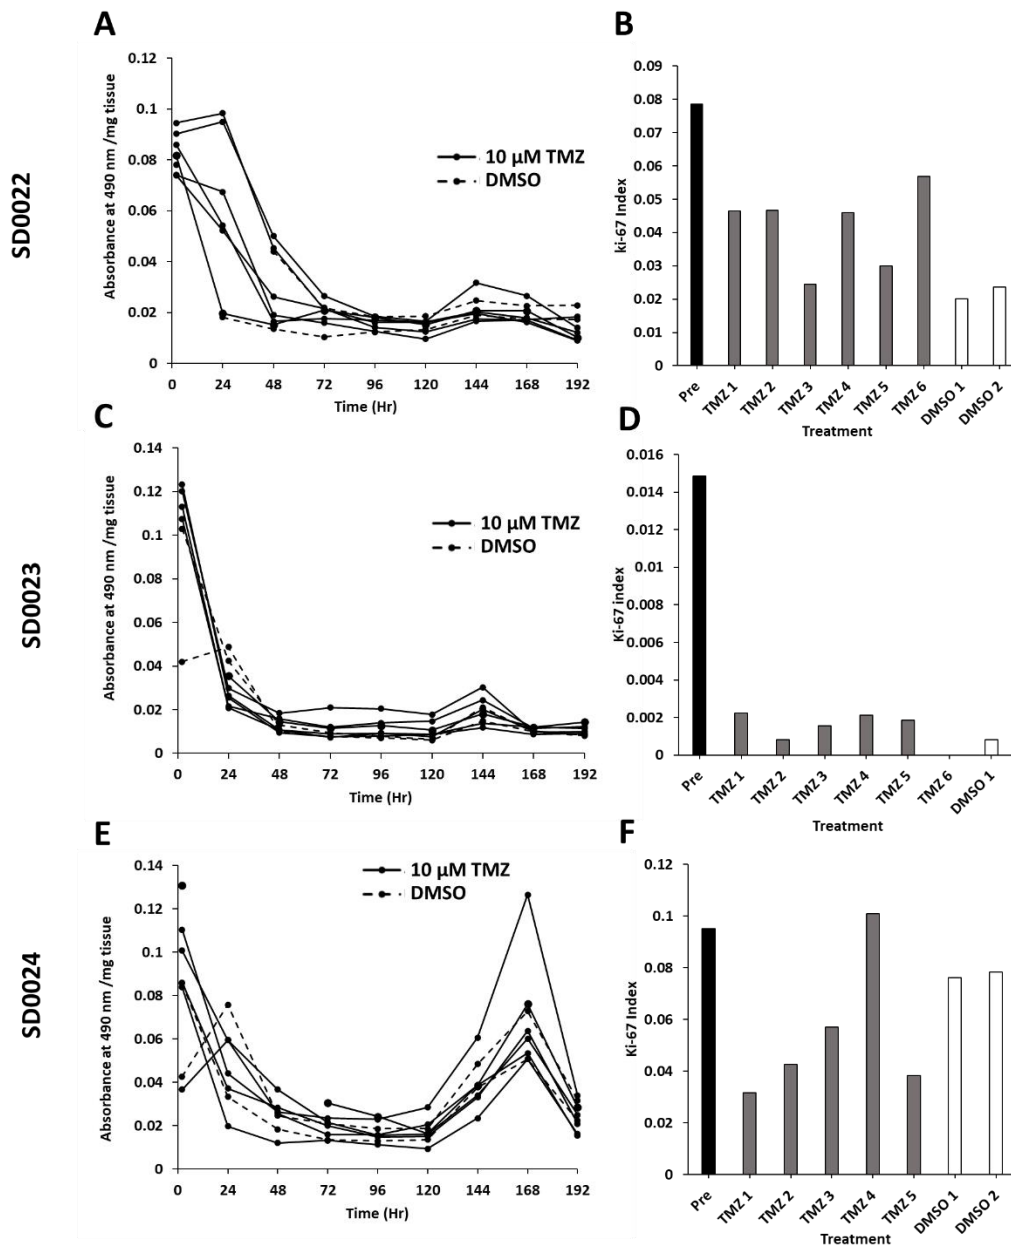 SD0022
A
Absorbance at 490 nm /mg tissue
0.12
0.1
0.08
0.06
0.04
0.02
0
10 µM TMZ
DMSO
0 24 48 72 96 120 144 168 192
Time (Hr)
B
ki-67 Index
0.09
0.08
0.07
0.06
0.05
0.04
0.03
0.02
0.01
0
Pre TMZ 1 TMZ 2 TMZ 3 TMZ 4 TMZ 5 TMZ 6 DMSO 1 DMSO 2
Treatment
SD0023
C
Absorbance at 490 nm /mg tissue
0.14
0.12
0.1
0.08
0.06
0.04
0.02
0
10 µM TMZ
DMSO
0 24 48 72 96 120 144 168 192
Time (Hr)
D
Ki-67 index
0.016
0.014
0.012
0.01
0.008
0.006
0.004
0.002
0
Pre TMZ 1 TMZ 2 TMZ 3 TMZ 4 TMZ 5 TMZ 6 DMSO 1
Treatment
SD0024
E
Absorbance at 490 nm /mg tissue
0.14
0.12
0.1
0.08
0.06
0.04
0.02
0
10 µM TMZ
DMSO
0 24 48 72 96 120 144 168 192
Time (Hr)
F
Ki-67 Index
0.12
0.1
0.08
0.06
0.04
0.02
0
Pre TMZ 1 TMZ 2 TMZ 3 TMZ 4 TMZ 5 DMSO 1 DMSO 2
Treatment